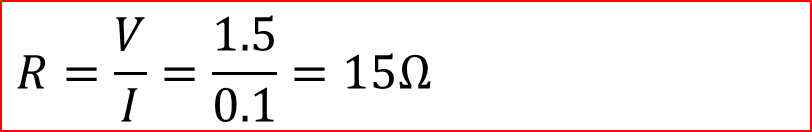 R = V/I = 1.5/0.1 = 15Ω